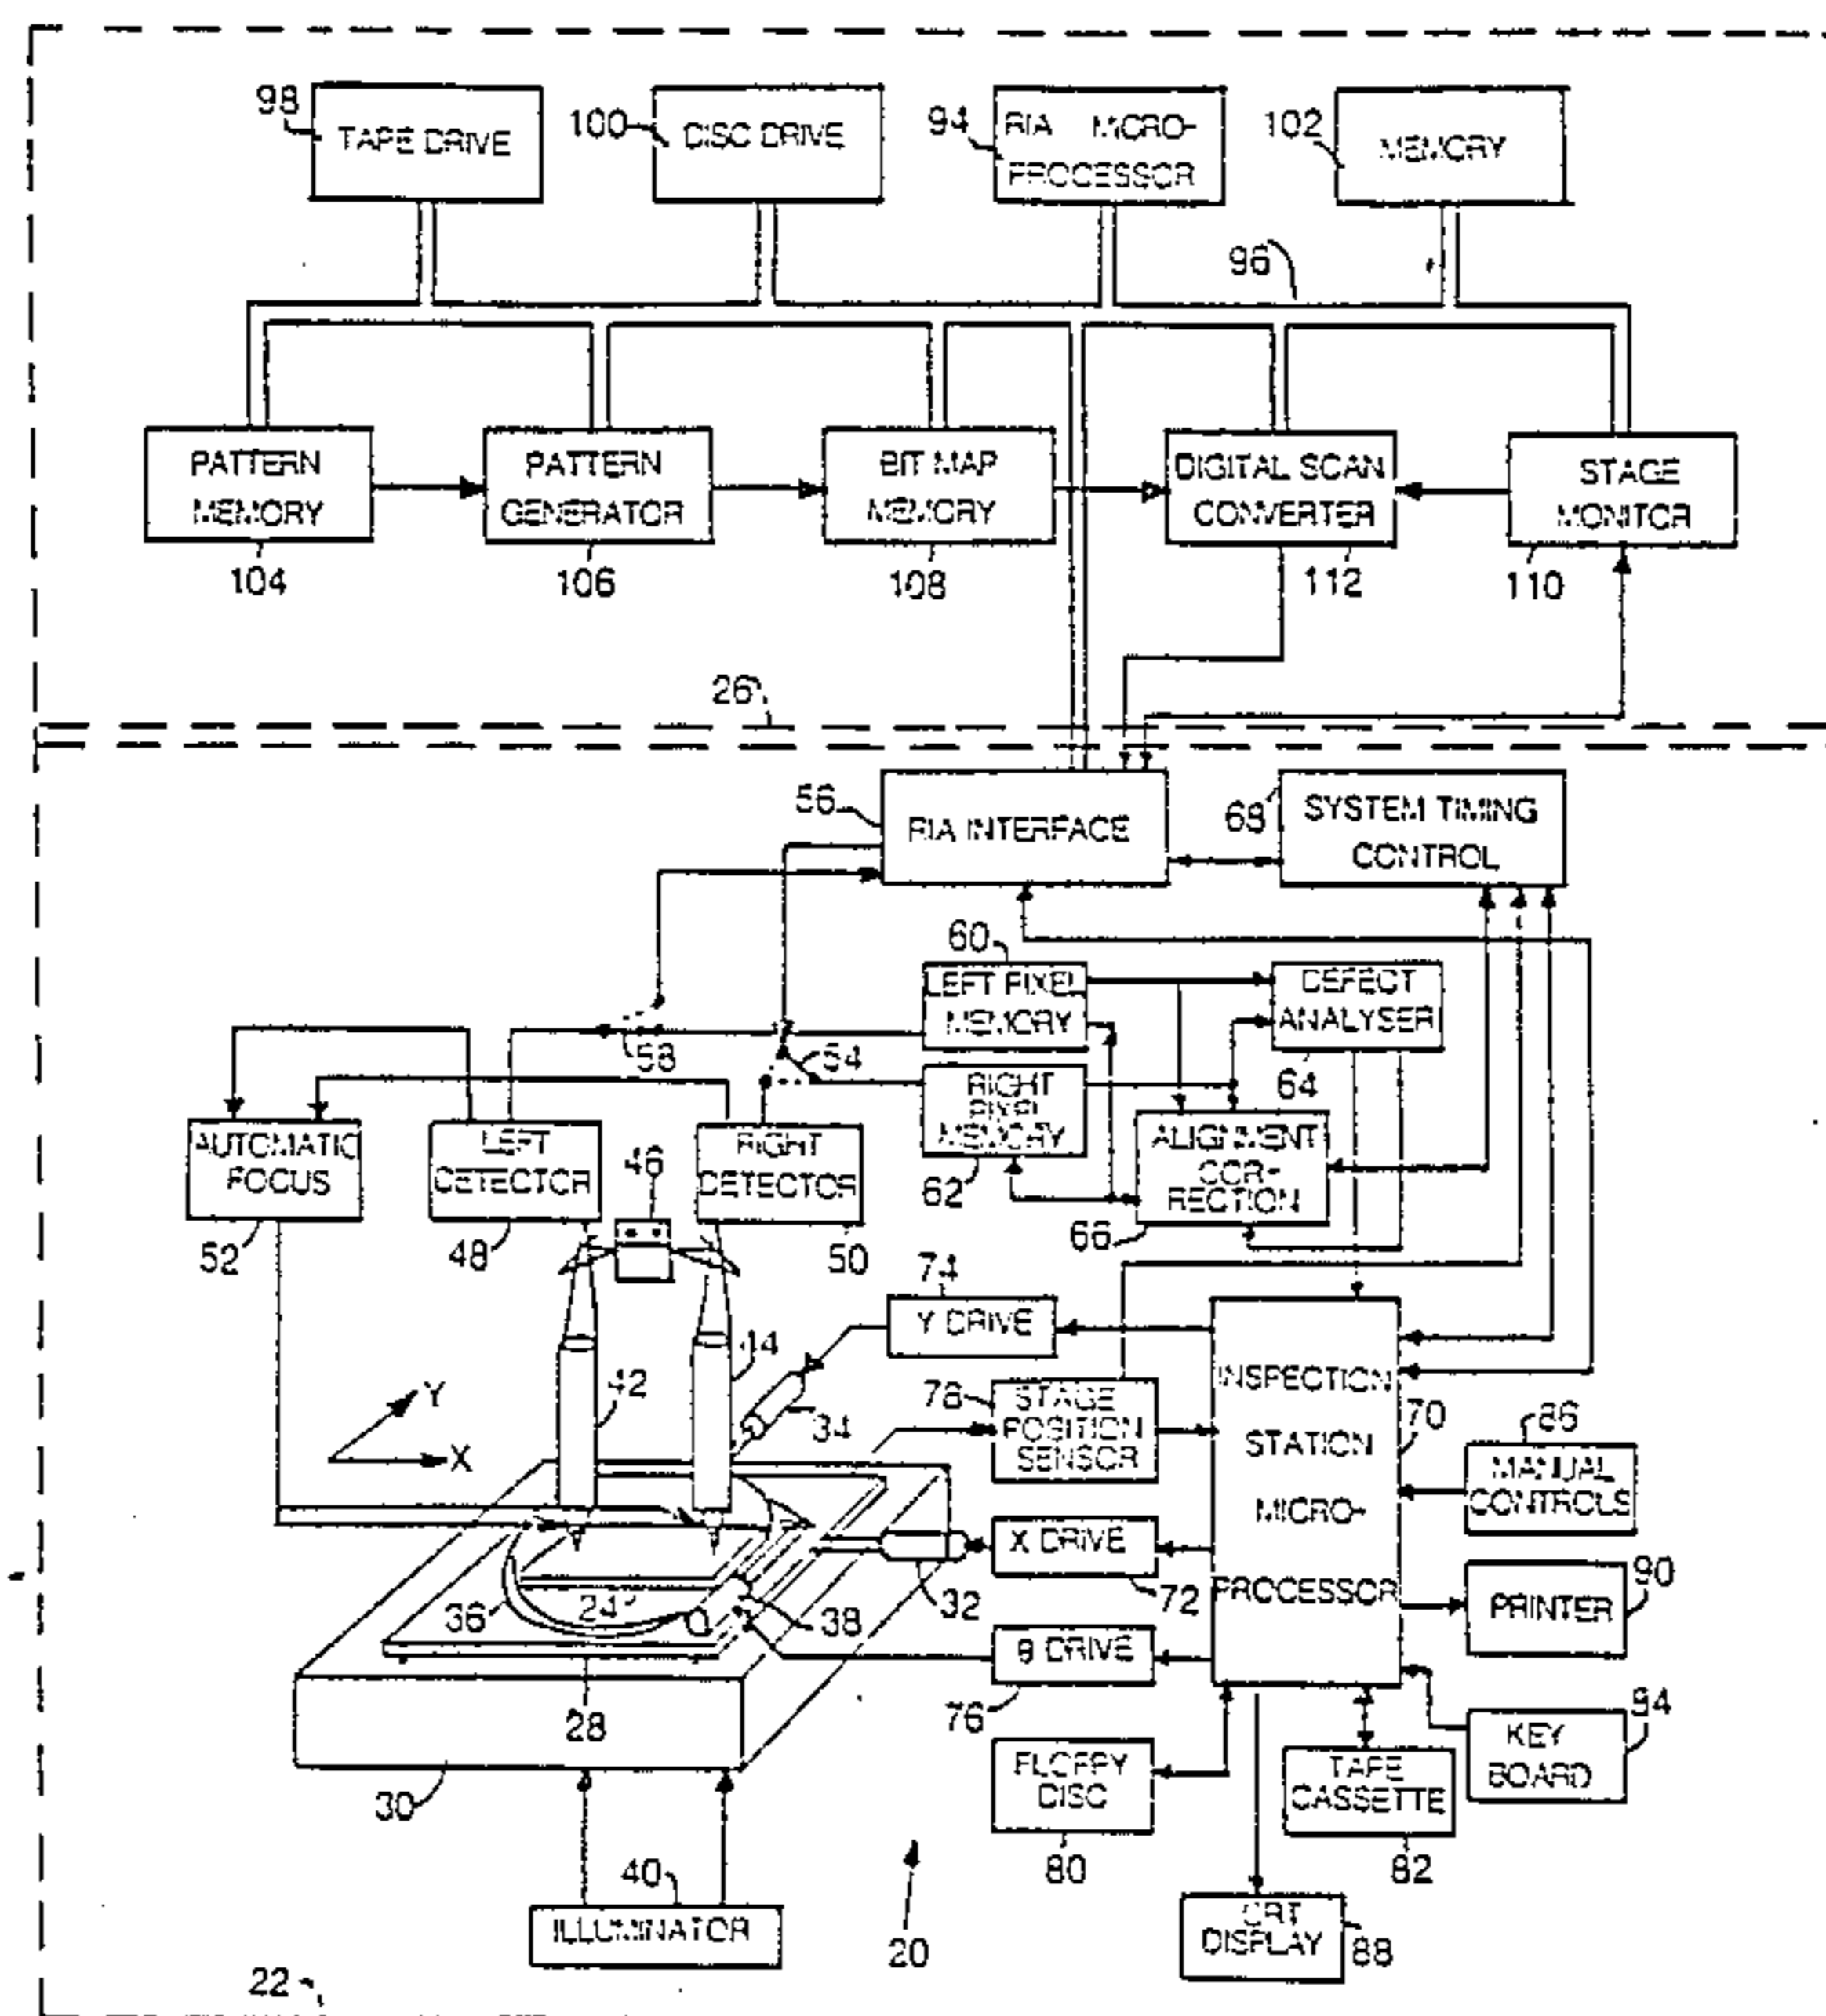 98
TAPE DRIVE
100
DISC DRIVE
94
RIA MICRO-
PROCESSOR
102
MEMORY
96
PATTERN
MEMORY
104
PATTERN
GENERATOR
106
BIT MAP
MEMORY
108
DIGITAL SCAN
CONVERTER
112
STAGE
MONITOR
110
26
56
RIA INTERFACE
68
SYSTEM TIMING
CONTROL
60
LEFT PIXEL
MEMORY
DEFECT
ANALYSER
64
58
54
RIGHT
PIXEL
MEMORY
62
ALIGNMENT
COR-
RECTION
66
AUTOMATIC
FOCUS
52
LEFT
DETECTOR
48
46
RIGHT
DETECTOR
50
74
Y DRIVE
42
44
34
Y
X
78
STAGE
POSITION
SENSOR
INSPECTION
STATION
MICRO-
PROCESSOR
70
86
MANUAL
CONTROLS
X DRIVE
72
32
36
24
38
90
PRINTER
θ DRIVE
76
28
30
FLOPPY
DISC
80
TAPE
CASSETTE
82
KEY
BOARD
84
40
ILLUMINATOR
20
CRT
DISPLAY
88
22